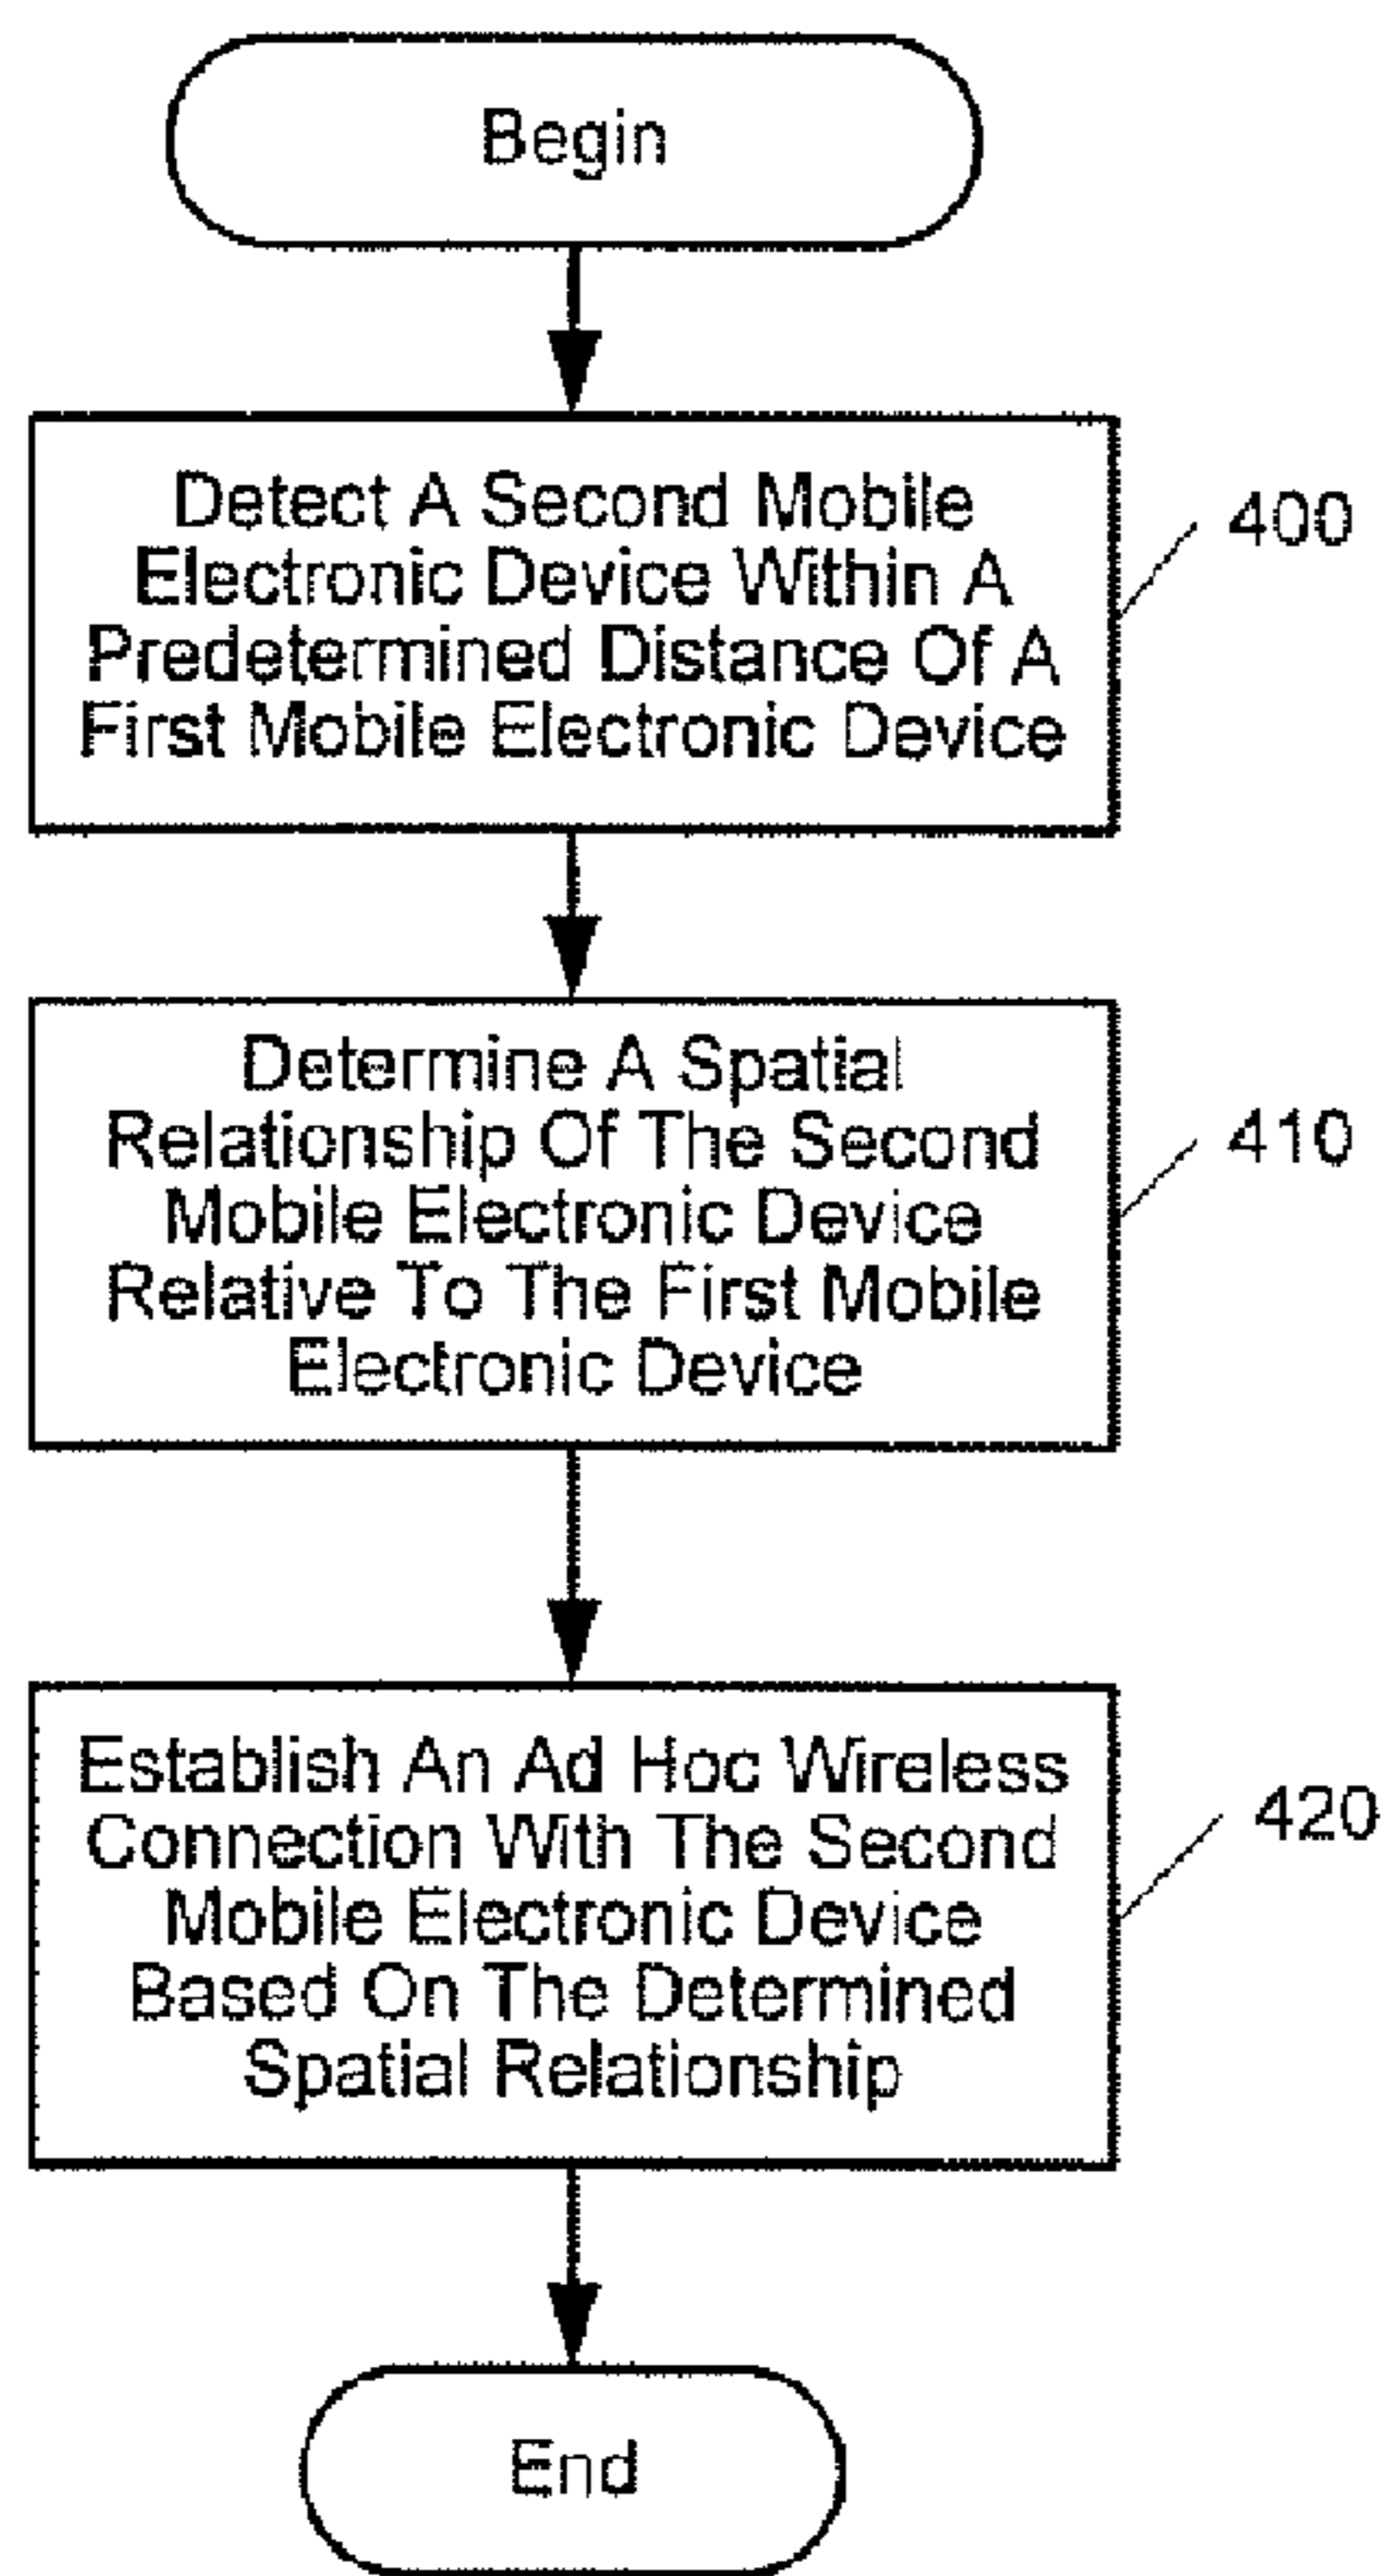 Begin
Detect A Second Mobile
Electronic Device Within A
Predetermined Distance Of A
First Mobile Electronic Device
400
Determine A Spatial
Relationship Of The Second
Mobile Electronic Device
Relative To The First Mobile
Electronic Device
410
Establish An Ad Hoc Wireless
Connection With The Second
Mobile Electronic Device
Based On The Determined
Spatial Relationship
420
End